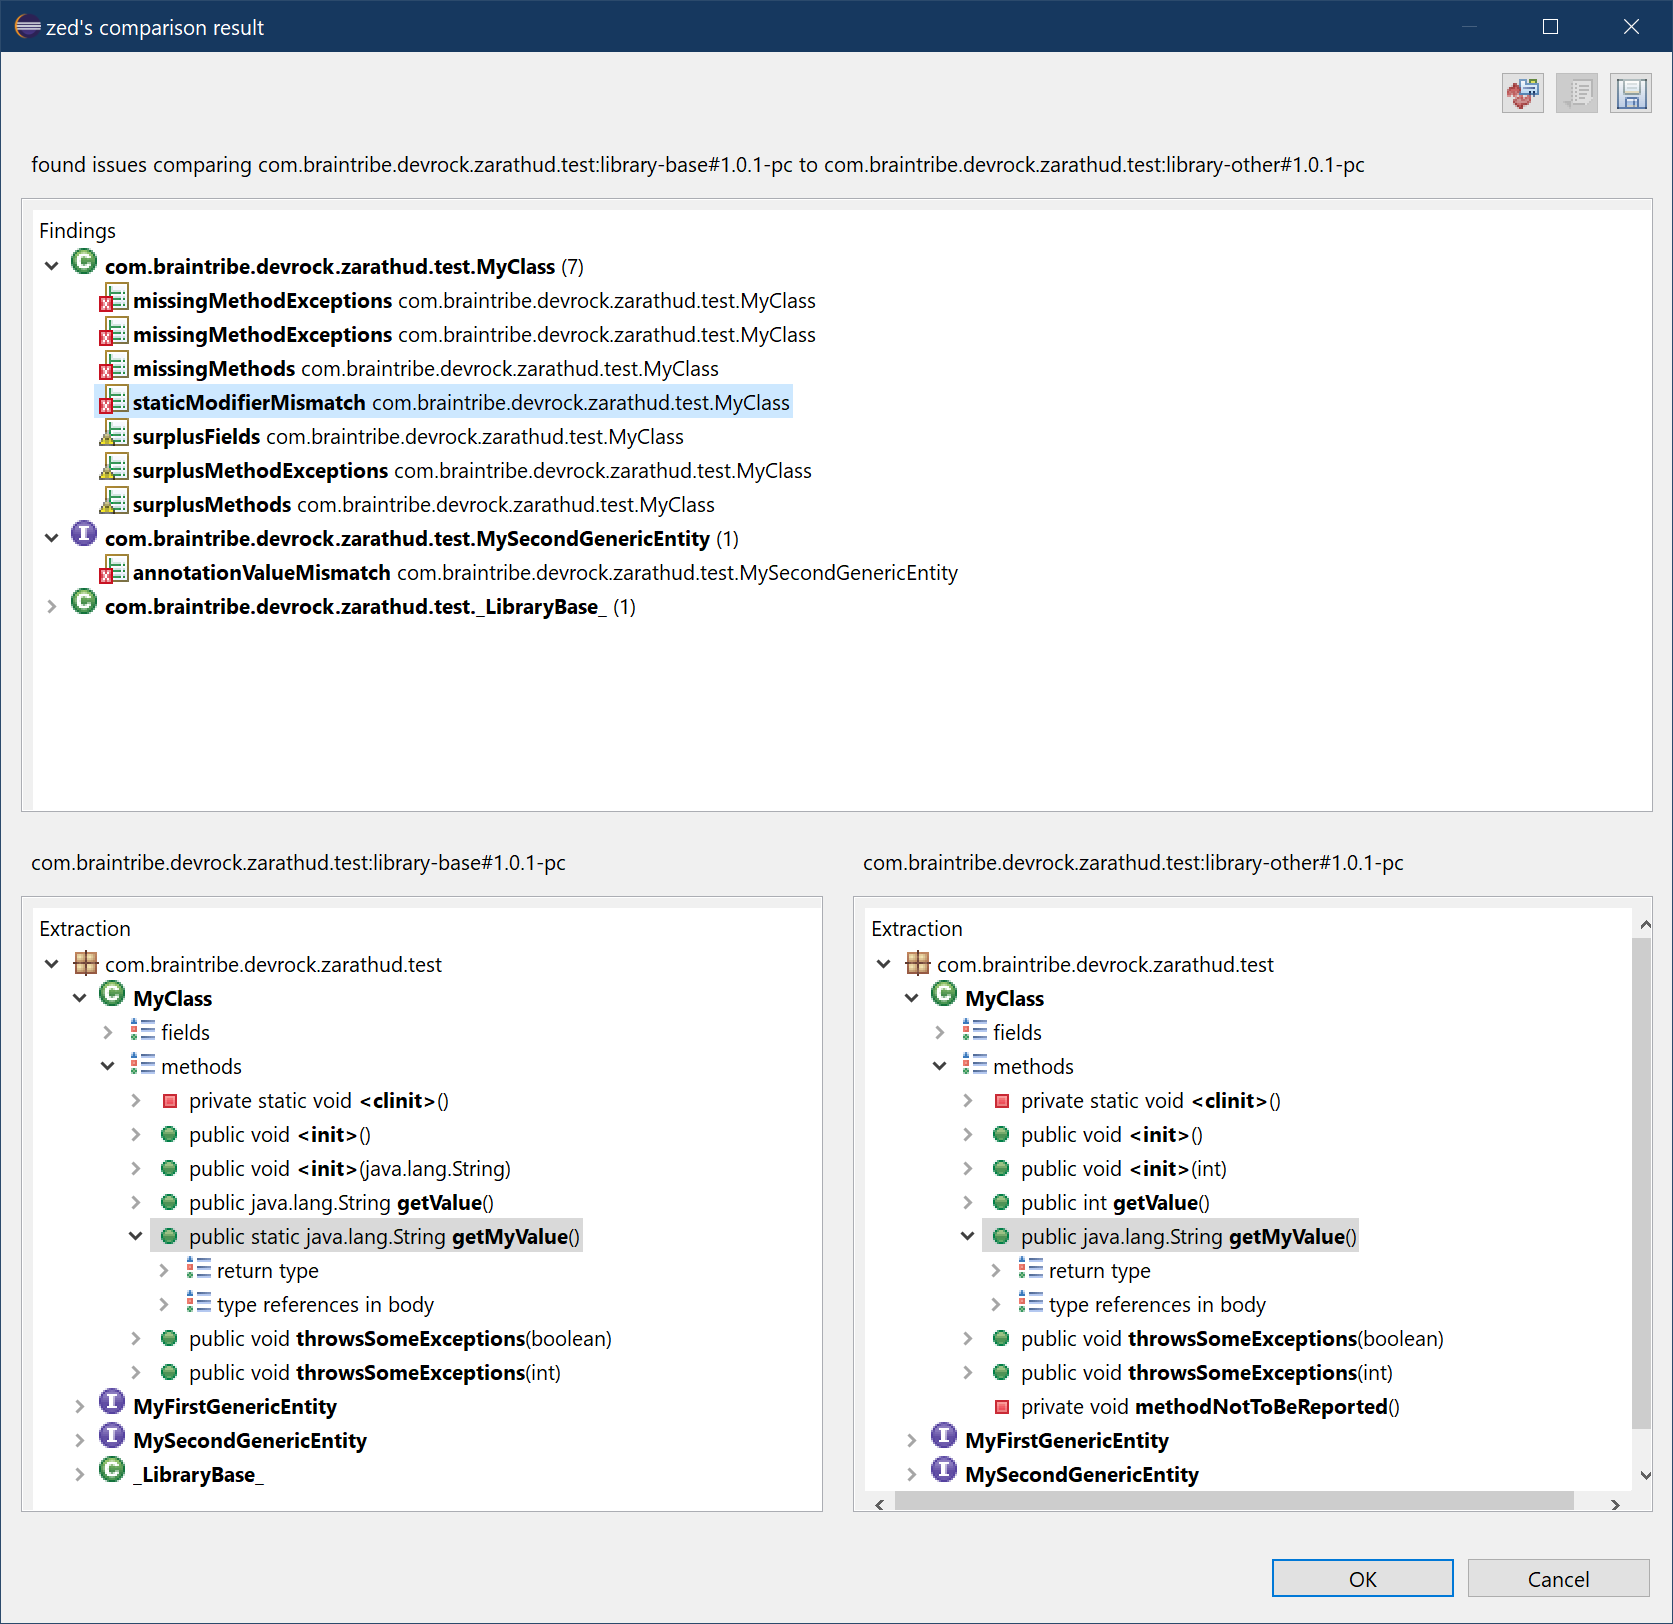 zed's comparison result
found issues comparing com.braintribe.devrock.zarathud.test:library-base#1.0.1-pc to com.braintribe.devrock.zarathud.test:library-other#1.0.1-pc
Findings
com.braintribe.devrock.zarathud.test.MyClass (7)
missingMethodExceptions com.braintribe.devrock.zarathud.test.MyClass
missingMethodExceptions com.braintribe.devrock.zarathud.test.MyClass
missingMethods com.braintribe.devrock.zarathud.test.MyClass
staticModifierMismatch com.braintribe.devrock.zarathud.test.MyClass
surplusFields com.braintribe.devrock.zarathud.test.MyClass
surplusMethodExceptions com.braintribe.devrock.zarathud.test.MyClass
surplusMethods com.braintribe.devrock.zarathud.test.MyClass
com.braintribe.devrock.zarathud.test.MySecondGenericEntity (1)
annotationValueMismatch com.braintribe.devrock.zarathud.test.MySecondGenericEntity
com.braintribe.devrock.zarathud.test._LibraryBase_ (1)
com.braintribe.devrock.zarathud.test:library-base#1.0.1-pc
Extraction
com.braintribe.devrock.zarathud.test
MyClass
fields
methods
private static void <clinit>()
public void <init>()
public void <init>(java.lang.String)
public java.lang.String getValue()
public static java.lang.String getMyValue()
return type
type references in body
public void throwsSomeExceptions(boolean)
public void throwsSomeExceptions(int)
MyFirstGenericEntity
MySecondGenericEntity
_LibraryBase_
com.braintribe.devrock.zarathud.test:library-other#1.0.1-pc
Extraction
com.braintribe.devrock.zarathud.test
MyClass
fields
methods
private static void <clinit>()
public void <init>()
public void <init>(int)
public int getValue()
public java.lang.String getMyValue()
return type
type references in body
public void throwsSomeExceptions(boolean)
public void throwsSomeExceptions(int)
private void methodNotToBeReported()
MyFirstGenericEntity
MySecondGenericEntity
OK
Cancel